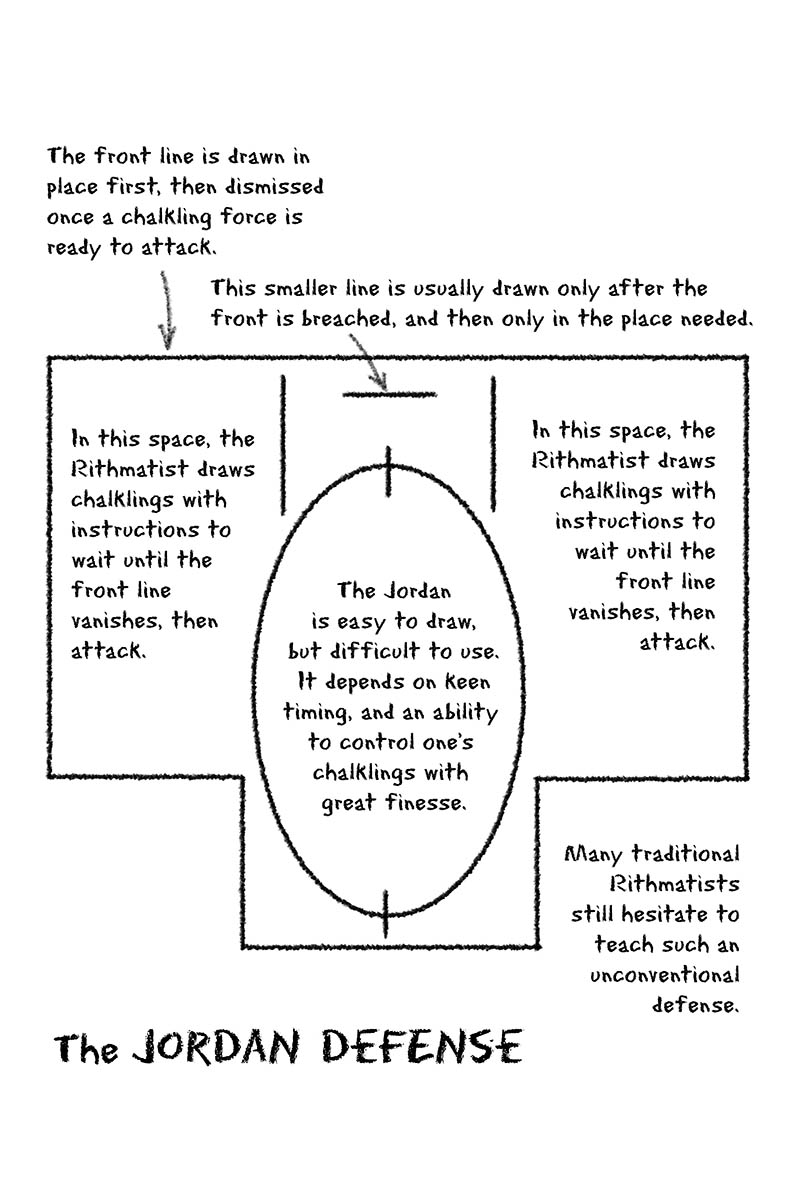 The front line is drawn in
place first, then dismissed
once a chalkling force is
ready to attack.
This smaller line is usually drawn only after the
front is breached, and then only in the place needed.
In this space, the
Rithmatist draws
chalklings with
instructions to
wait until the
front line
vanishes, then
attack.
In this space, the
Rithmatist draws
chalklings with
instructions to
wait until the
front line
vanishes, then
attack.
The Jordan
is easy to draw,
but difficult to use.
It depends on keen
timing, and an ability
to control one's
chalklings with
great finesse.
Many traditional
Rithmatists
still hesitate to
teach such an
unconventional
defense.
The JORDAN DEFENSE